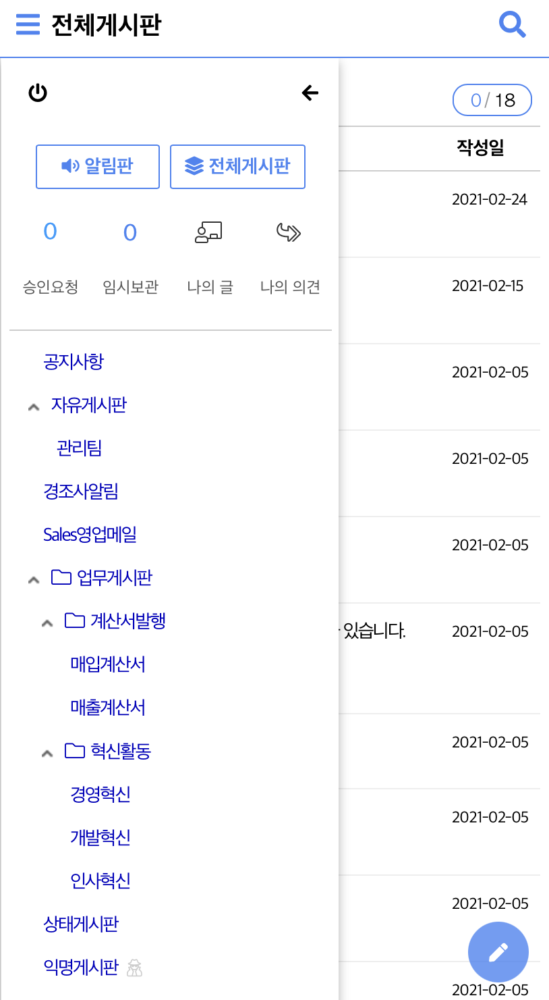 전체게시판
0 / 18
알림판 전체게시판
작성일
0 0
승인요청 임시보관 나의 글 나의 의견
2021-02-24
2021-02-15
공지사항
2021-02-05
자유게시판
관리팀
2021-02-05
경조사알림
Sales영업메일
2021-02-05
업무게시판
계산서발행
있습니다. 2021-02-05
매입계산서
매출계산서
2021-02-05
혁신활동
경영혁신
2021-02-05
개발혁신
인사혁신
2021-02-05
상태게시판
익명게시판
2021-02-05